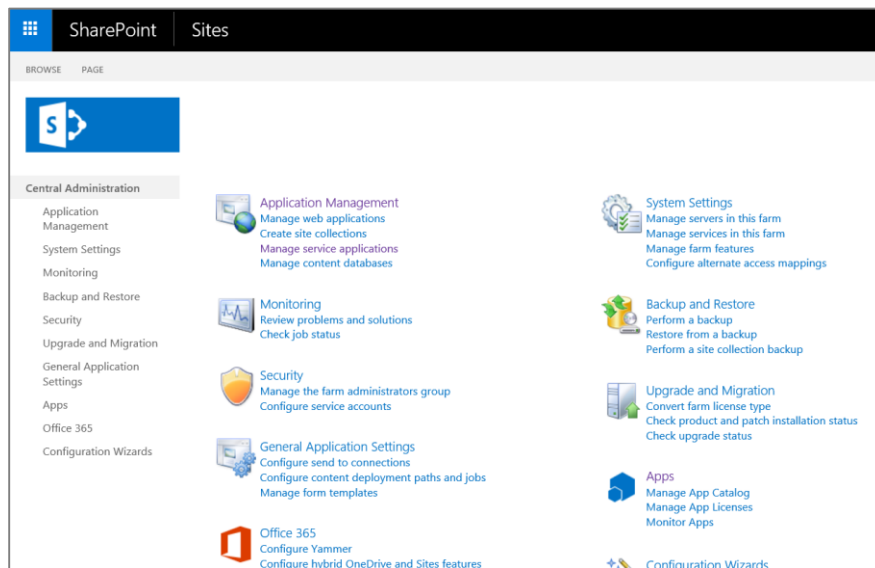 SharePoint Sites
BROWSE PAGE
S
Central Administration
Application
Management
System Settings
Monitoring
Backup and Restore
Security
Upgrade and Migration
General Application
Settings
Apps
Office 365
Configuration Wizards
Application Management
Manage web applications
Create site collections
Manage service applications
Manage content databases
Monitoring
Review problems and solutions
Check job status
Security
Manage the farm administrators group
Configure service accounts
General Application Settings
Configure send to connections
Configure content deployment paths and jobs
Manage form templates
Office 365
Configure Yammer
Configure hybrid OneDrive and Sites features
System Settings
Manage servers in this farm
Manage services in this farm
Manage farm features
Configure alternate access mappings
Backup and Restore
Perform a backup
Restore from a backup
Perform a site collection backup
Upgrade and Migration
Convert farm license type
Check product and patch installation status
Check upgrade status
Apps
Manage App Catalog
Manage App Licenses
Monitor Apps
Configuration Wizards